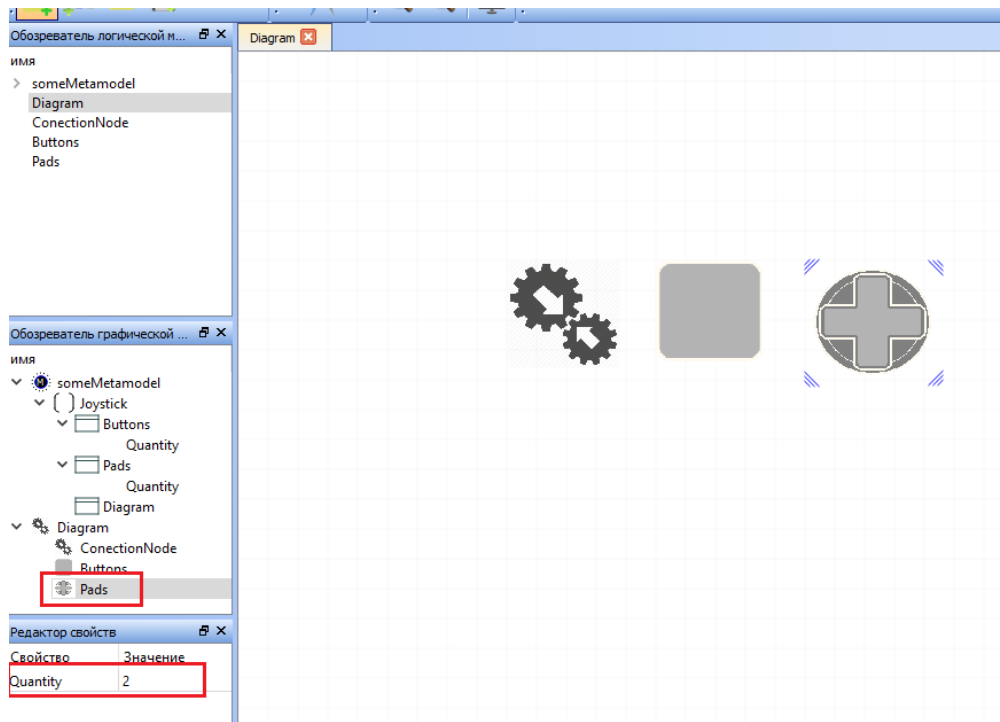 Обозреватель логической м...
Diagram
имя
someMetamodel
Diagram
ConectionNode
Buttons
Pads
Обозреватель графической ...
имя
someMetamodel
Joystick
Buttons
Quantity
Pads
Quantity
Diagram
Diagram
ConectionNode
Buttons
Pads
Редактор свойств
Свойство Значение
Quantity 2